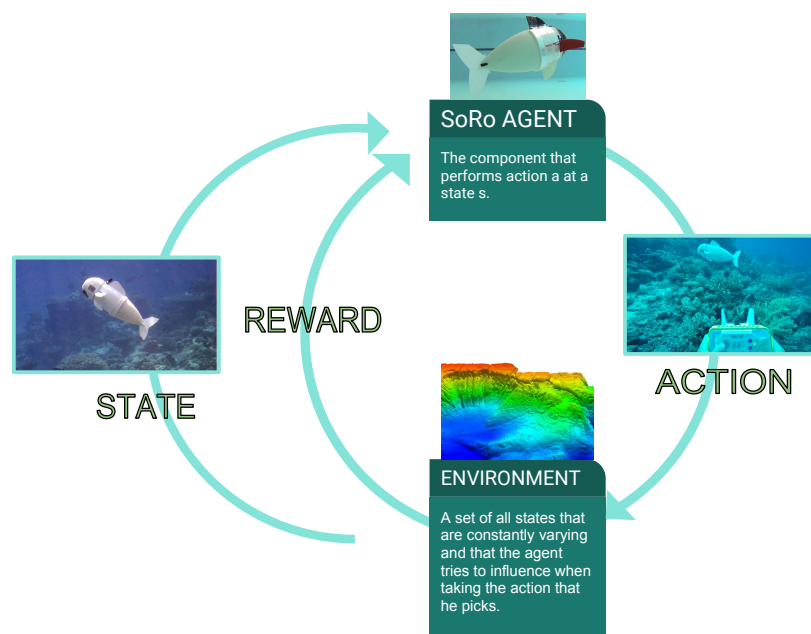 SoRo AGENT
The component that
performs action a at a
state s.
REWARD
STATE
ACTION
ENVIRONMENT
A set of all states that
are constantly varying
and that the agent
tries to influence when
taking the action that
he picks.